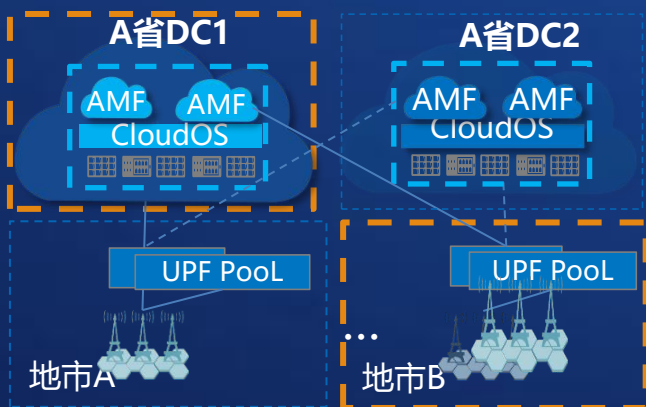 A省DC1
A省DC2
AMF AMF
AMF AMF
CloudOS
CloudOS
UPF PooL
UPF PooL
...
地市A
地市B